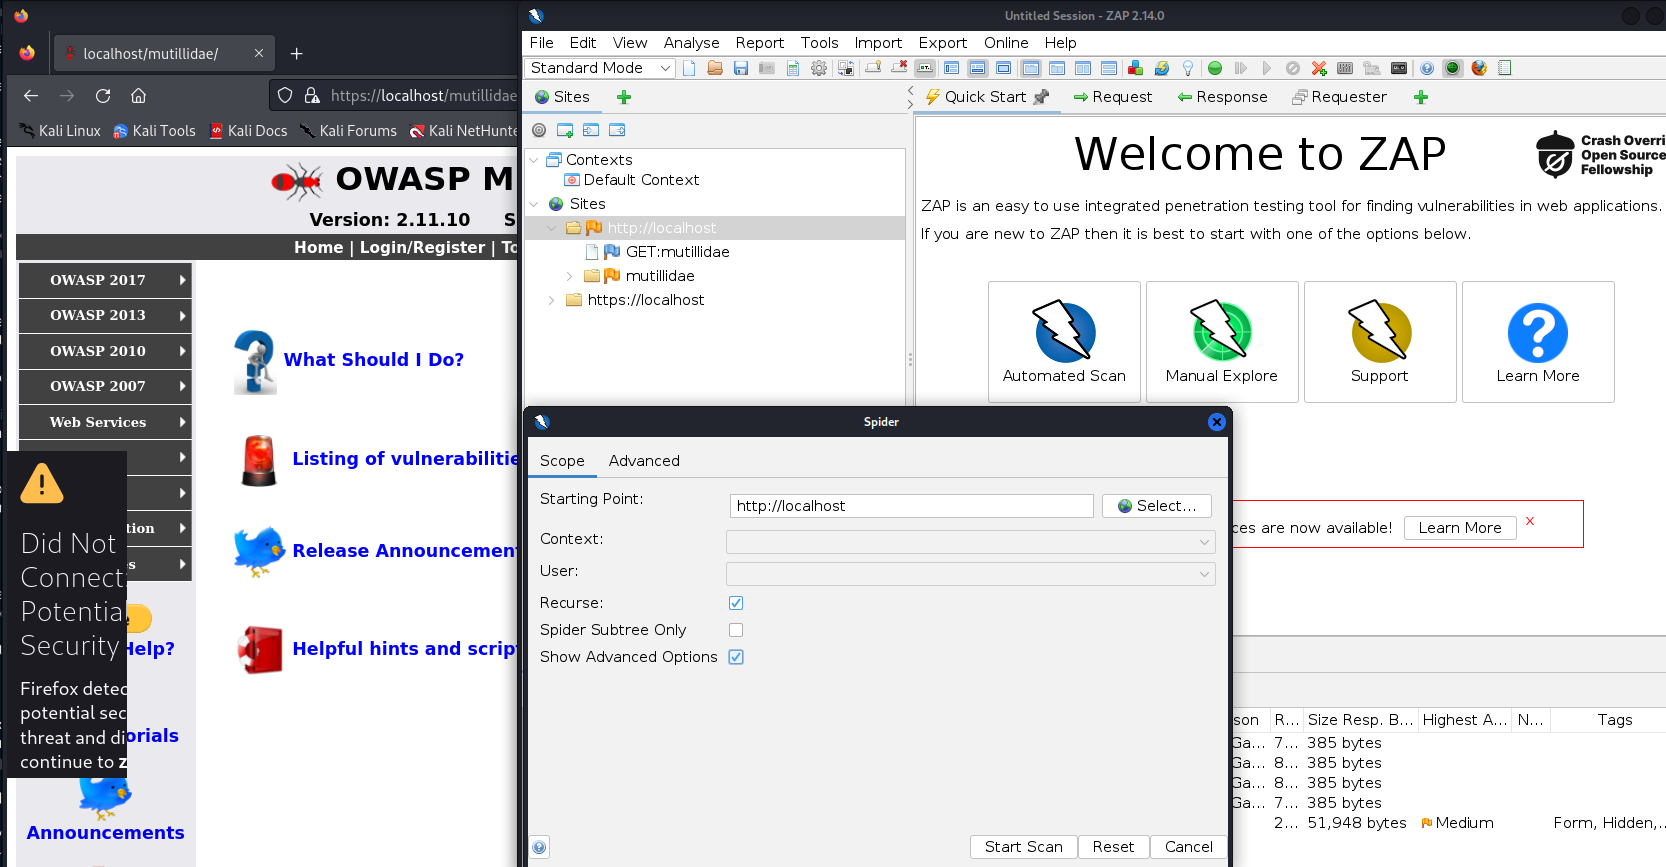 localhost/mutillidae/
https://localhost/mutillidae
Kali Linux Kali Tools Kali Docs Kali Forums Kali NetHunte
OWASP M
Version: 2.11.10 S
Home | Login/Register | To
OWASP 2017
OWASP 2013
OWASP 2010
OWASP 2007
Web Services
tion
s
What Should I Do?
Listing of vulnerabilitie
Release Announcemen
Helpful hints and script
Help?
orials
Announcements
Did Not
Connect:
Potentia
Security
Firefox detec
potential sec
threat and di
continue to z
Untitled Session - ZAP 2.14.0
File Edit View Analyse Report Tools Import Export Online Help
Standard Mode
Sites
Quick Start Request Response Requester
Contexts
Default Context
Sites
http://localhost
GET:mutillidae
mutillidae
https://localhost
Welcome to ZAP
Crash Overri
Open Source
Fellowship
ZAP is an easy to use integrated penetration testing tool for finding vulnerabilities in web applications.
If you are new to ZAP then it is best to start with one of the options below.
Automated Scan Manual Explore Support Learn More
ces are now available! Learn More x
Spider
Scope Advanced
Starting Point: http://localhost Select...
Context:
User:
Recurse:
Spider Subtree Only
Show Advanced Options
Start Scan Reset Cancel
son R... Size Resp. B... Highest A... N... Tags
Ga... 7... 385 bytes
Ga... 8... 385 bytes
Ga... 8... 385 bytes
Ga... 7... 385 bytes
2... 51,948 bytes Medium Form, Hidden,...